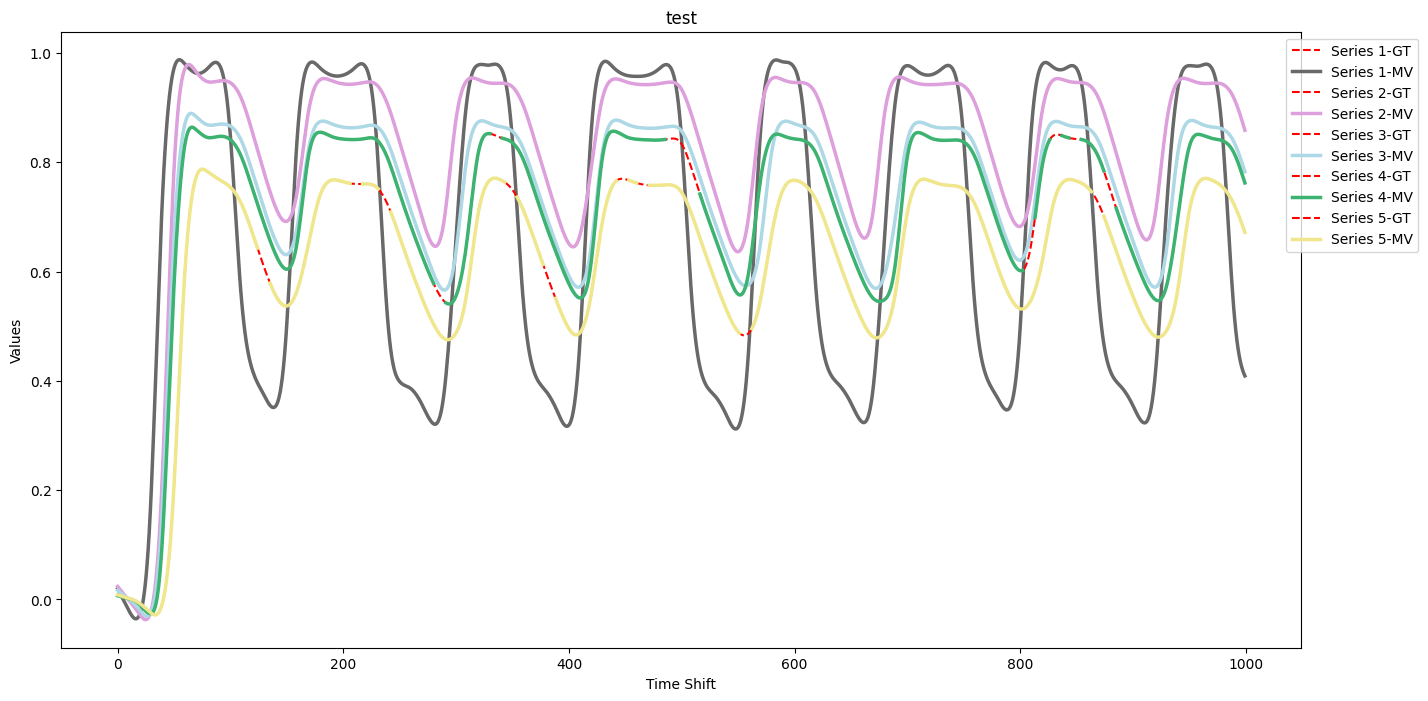 test
1.0
0.8
0.6
0.4
0.2
0.0
Values
0
200
400
600
800
1000
Time Shift
Series 1-GT
Series 1-MV
Series 2-GT
Series 2-MV
Series 3-GT
Series 3-MV
Series 4-GT
Series 4-MV
Series 5-GT
Series 5-MV